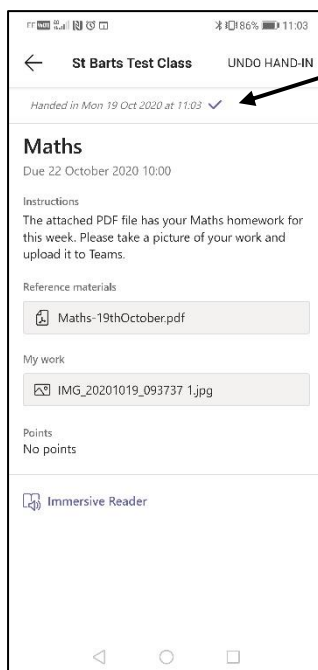 86% 11:03
St Barts Test Class UNDO HAND-IN
Handed in Mon 19 Oct 2020 at 11:03
Maths
Due 22 October 2020 10:00
Instructions
The attached PDF file has your Maths homework for
this week. Please take a picture of your work and
upload it to Teams.
Reference materials
Maths-19thOctober.pdf
My work
IMG_20201019_093737 1.jpg
Points
No points
Immersive Reader